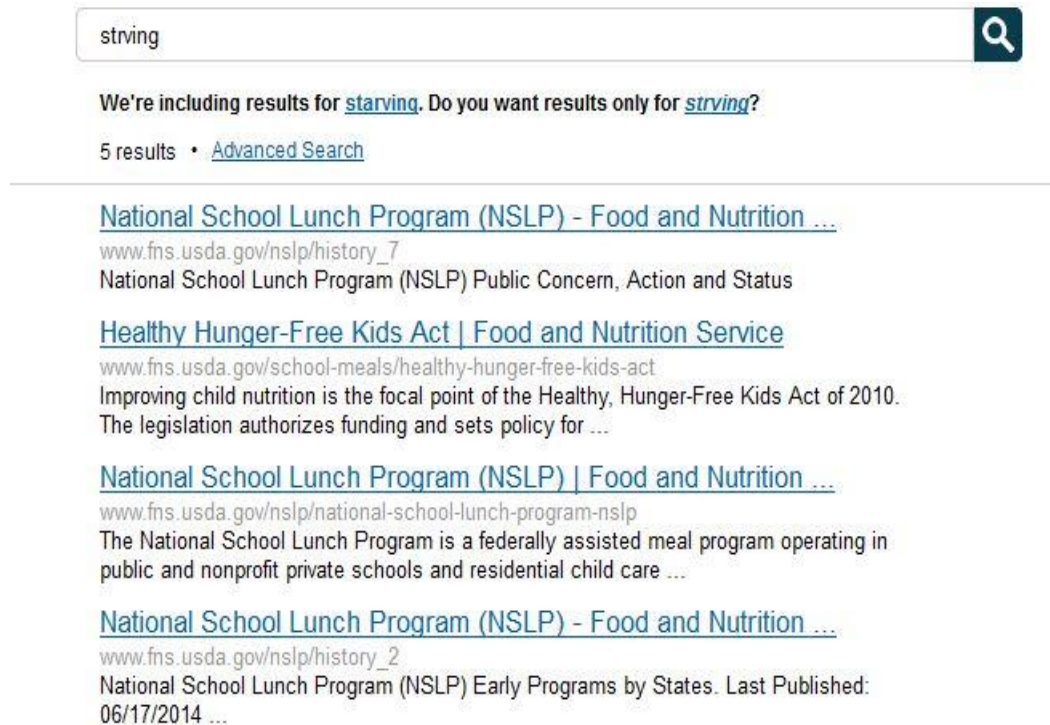 strving
We're including results for starving. Do you want results only for strving?
5 results • Advanced Search
National School Lunch Program (NSLP) - Food and Nutrition ...
www.fns.usda.gov/nslp/history_7
National School Lunch Program (NSLP) Public Concern, Action and Status
Healthy Hunger-Free Kids Act | Food and Nutrition Service
www.fns.usda.gov/school-meals/healthy-hunger-free-kids-act
Improving child nutrition is the focal point of the Healthy, Hunger-Free Kids Act of 2010.
The legislation authorizes funding and sets policy for ...
National School Lunch Program (NSLP) | Food and Nutrition ...
www.fns.usda.gov/nslp/national-school-lunch-program-nslp
The National School Lunch Program is a federally assisted meal program operating in
public and nonprofit private schools and residential child care ...
National School Lunch Program (NSLP) - Food and Nutrition ...
www.fns.usda.gov/nslp/history_2
National School Lunch Program (NSLP) Early Programs by States. Last Published:
06/17/2014 ...